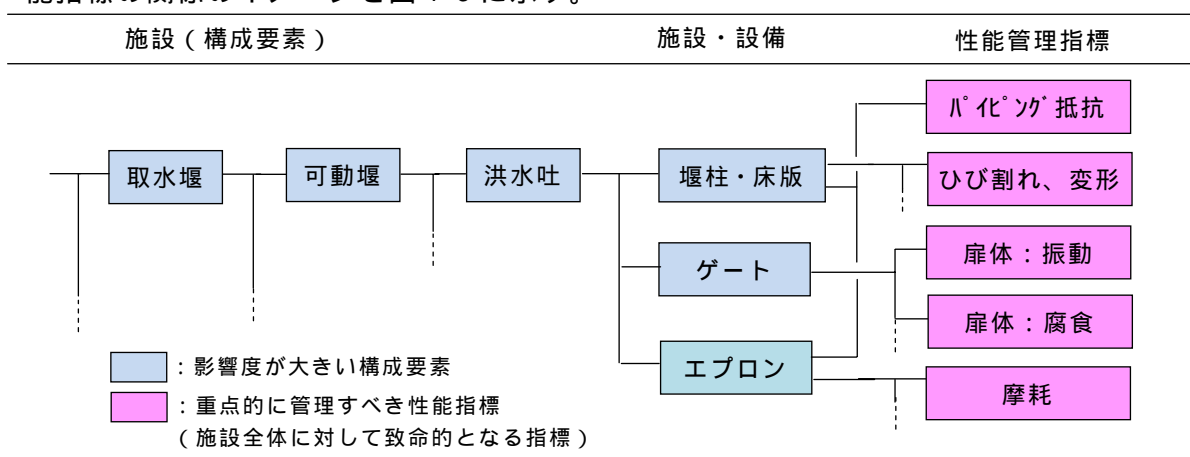 施設（構成要素）　施設・設備　性能管理指標
ﾊﾟｲﾋﾟﾝｸﾞ抵抗
取水堰　可動堰　洪水吐　堰柱・床版　ひび割れ、変形
ゲート　扉体：振動
扉体：腐食
エプロン　摩耗
：影響度が大きい構成要素
：重点的に管理すべき性能指標
（施設全体に対して致命的となる指標）